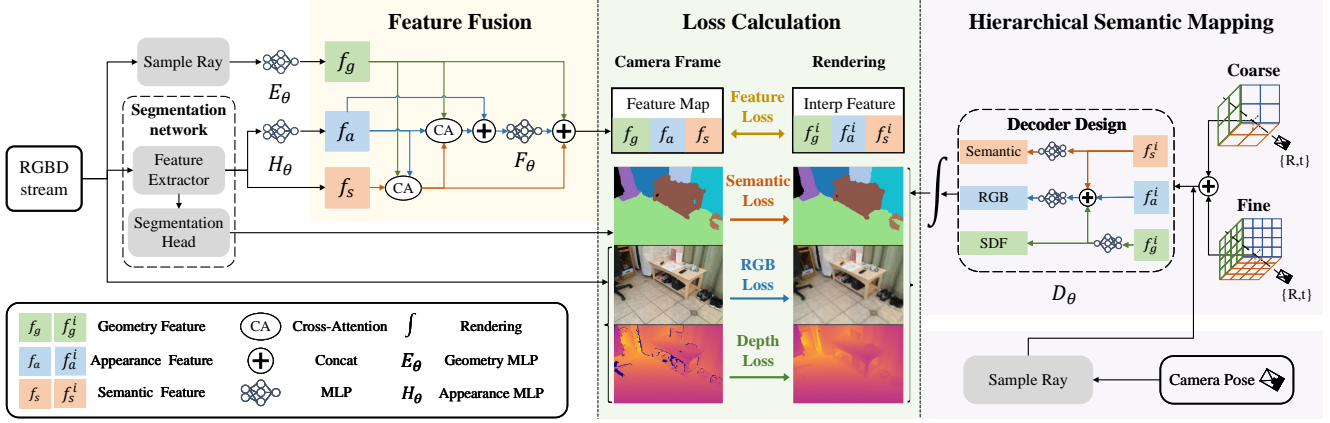 Feature Fusion
Loss Calculation
Hierarchical Semantic Mapping
Sample Ray
E_θ
f_g
Segmentation
network
Feature
Extractor
H_θ
f_a
CA
F_θ
f_s
CA
Segmentation
Head
RGBD
stream
Camera Frame
Rendering
Feature Map
f_g f_a f_s
Feature
Loss
Interp Feature
f_g^i f_a^i f_s^i
Semantic
Loss
RGB
Loss
Depth
Loss
∫
Decoder Design
Semantic
f_s^i
RGB
f_a^i
SDF
f_g^i
D_θ
Coarse
{R,t}
Fine
{R,t}
Sample Ray
Camera Pose
f_g f_g^i Geometry Feature
CA Cross-Attention
∫ Rendering
f_a f_a^i Appearance Feature
Concat
E_θ Geometry MLP
f_s f_s^i Semantic Feature
MLP
H_θ Appearance MLP